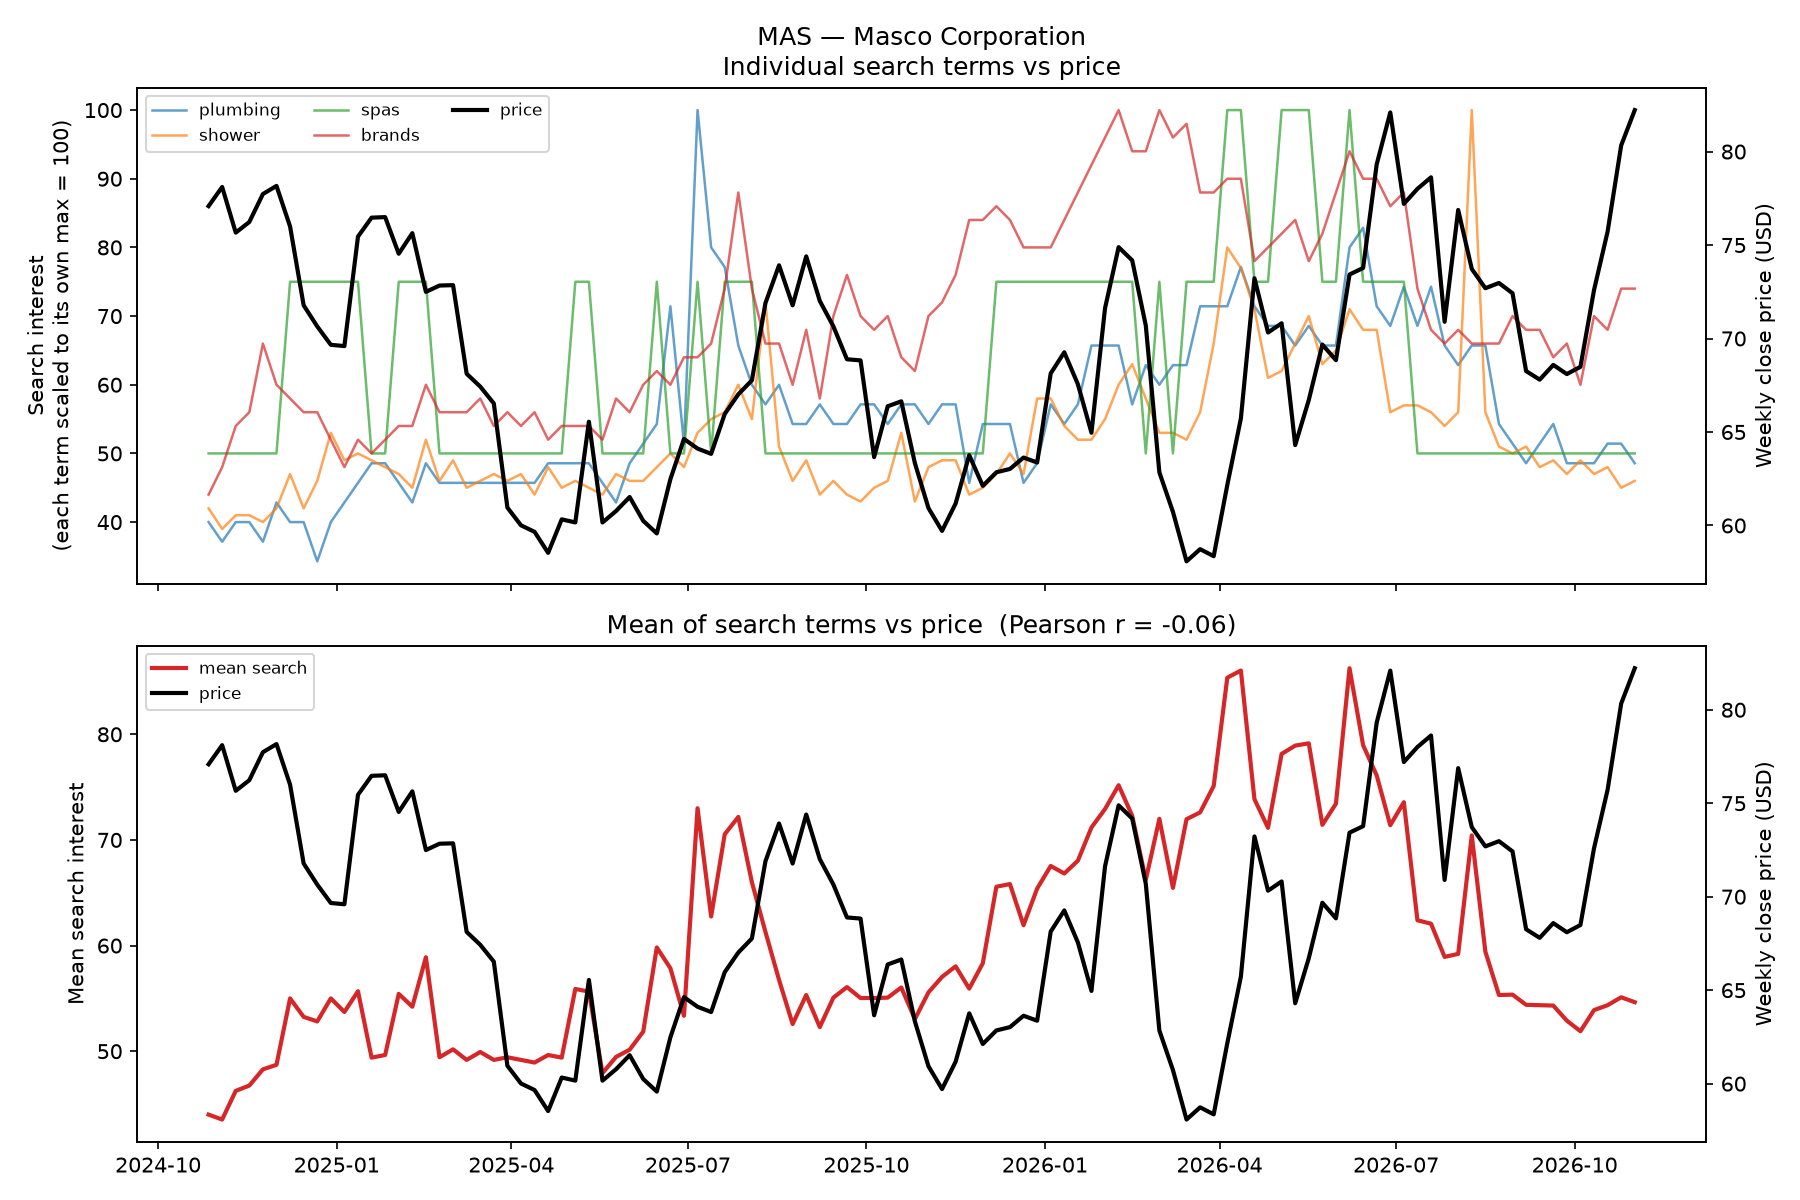 MAS — Masco Corporation
Individual search terms vs price
plumbing
shower
spas
brands
price
Search interest
(each term scaled to its own max = 100)
100
90
80
70
60
50
40
80
75
70
65
60
Weekly close price (USD)
Mean of search terms vs price (Pearson r = -0.06)
mean search
price
Mean search interest
80
70
60
50
80
75
70
65
60
Weekly close price (USD)
2024-10
2025-01
2025-04
2025-07
2025-10
2026-01
2026-04
2026-07
2026-10